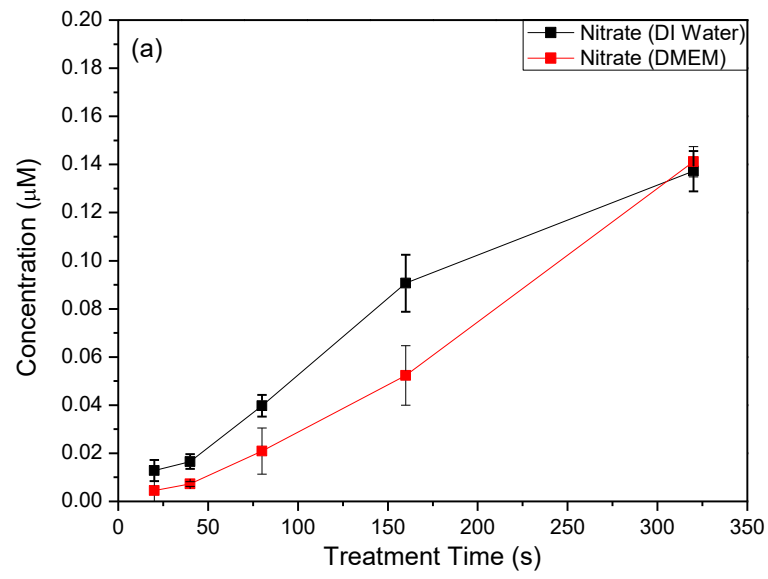 (a)
Nitrate (DI Water)
Nitrate (DMEM)
0.20
0.18
0.16
0.14
0.12
0.10
0.08
0.06
0.04
0.02
0.00
Concentration (μM)
0 50 100 150 200 250 300 350
Treatment Time (s)